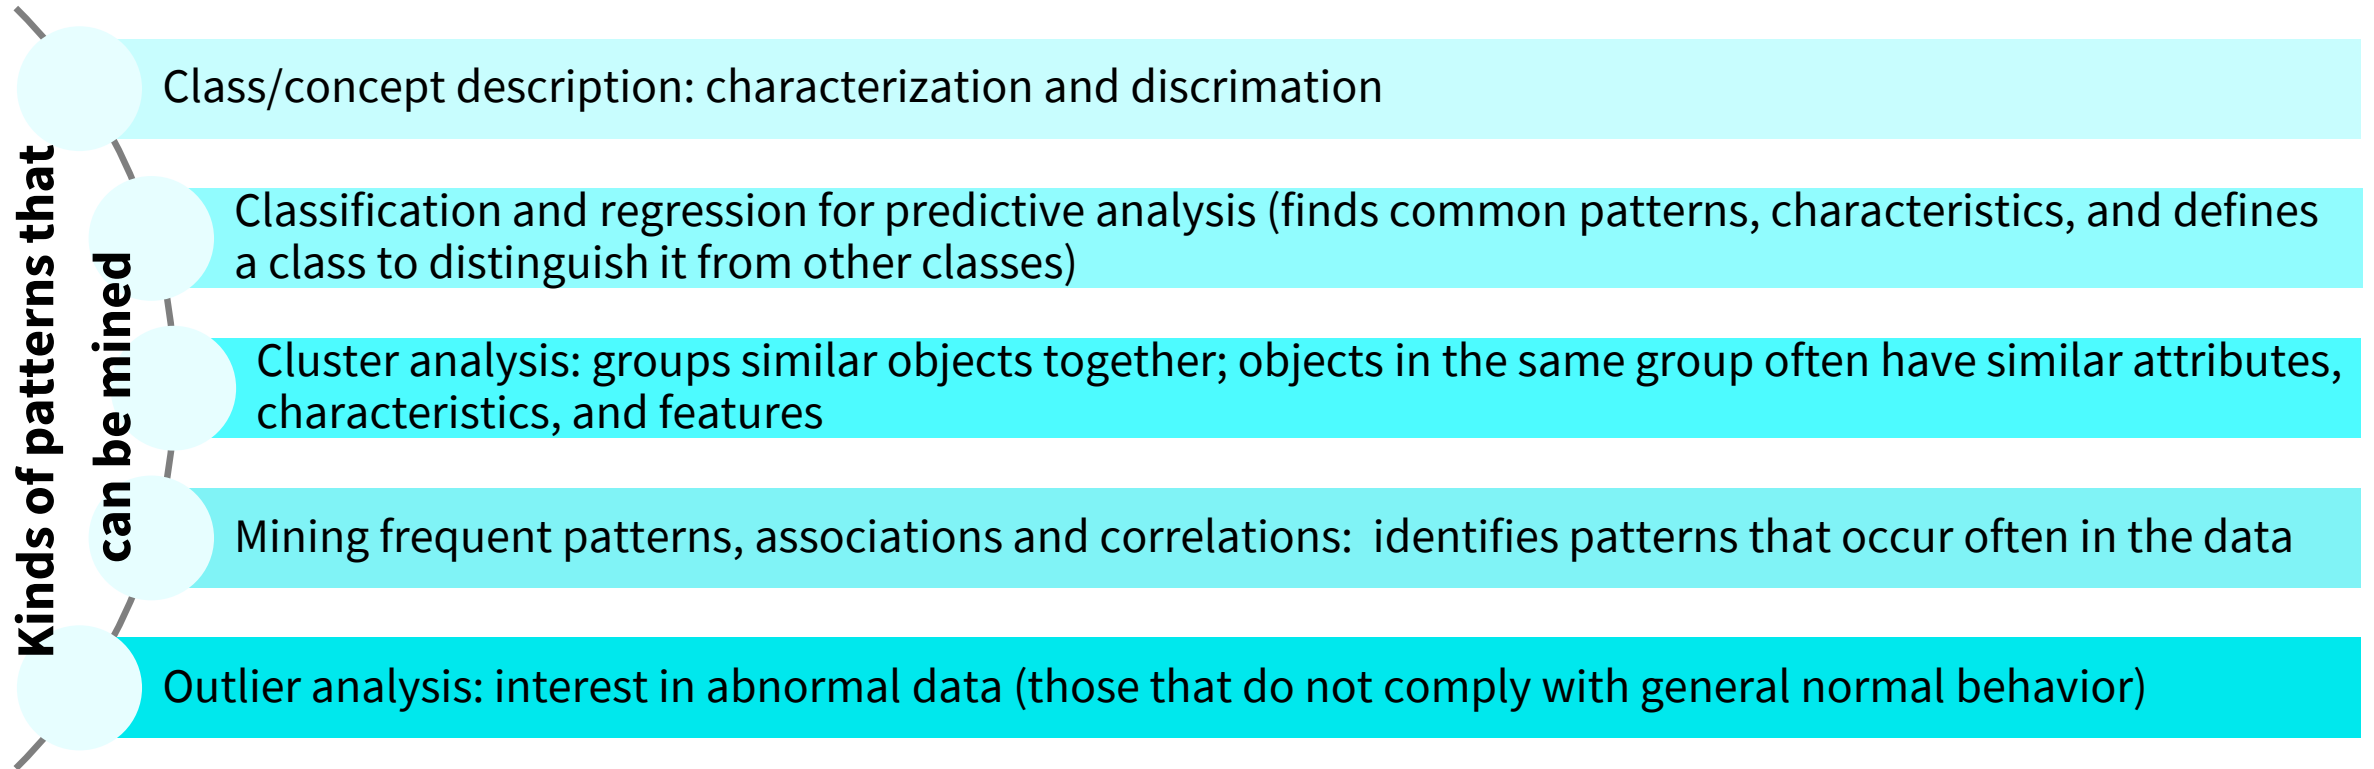 Kinds of patterns that
can be mined
Class/concept description: characterization and discrimation
Classification and regression for predictive analysis (finds common patterns, characteristics, and defines
a class to distinguish it from other classes)
Cluster analysis: groups similar objects together; objects in the same group often have similar attributes,
characteristics, and features
Mining frequent patterns, associations and correlations:  identifies patterns that occur often in the data
Outlier analysis: interest in abnormal data (those that do not comply with general normal behavior)